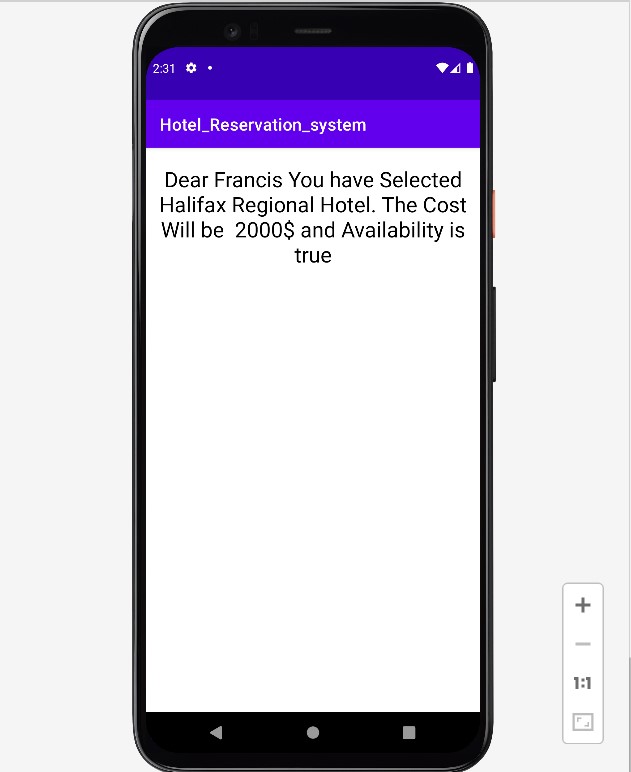 2:31
Hotel_Reservation_system
Dear Francis You have Selected
Halifax Regional Hotel. The Cost
Will be  2000$ and Availability is
true
1:1